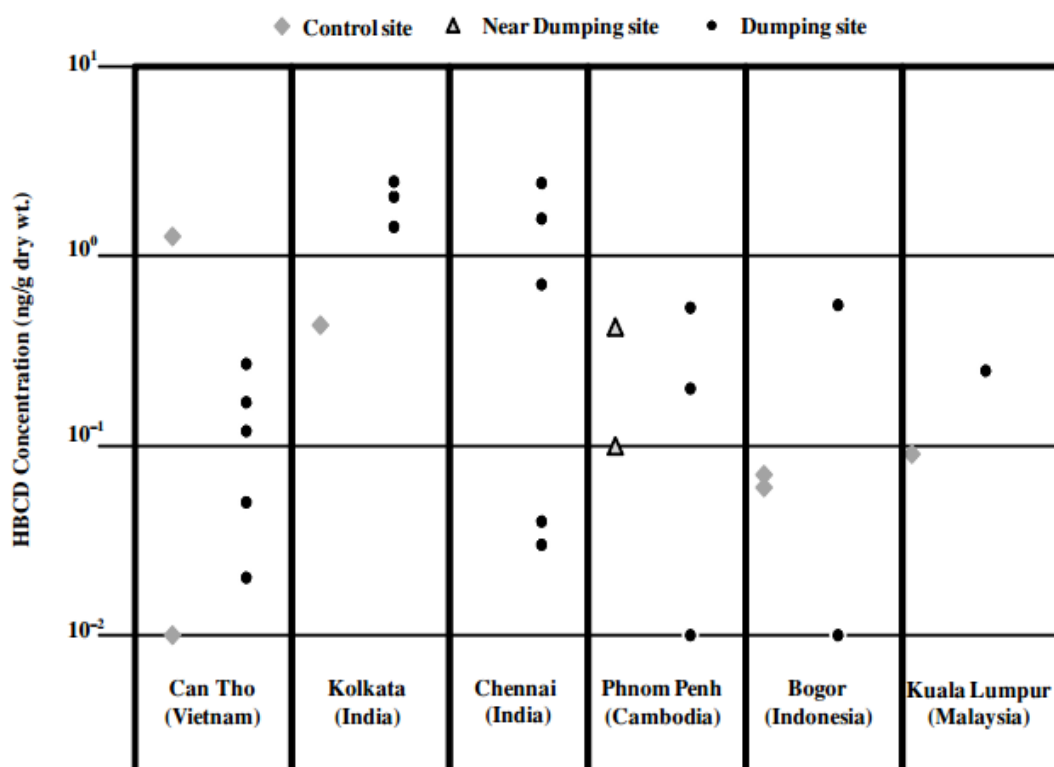 Control site Near Dumping site Dumping site
10¹
10⁰
10⁻¹
10⁻²
HBCD Concentration (ng/g dry wt.)
Can Tho
(Vietnam)
Kolkata
(India)
Chennai
(India)
Phnom Penh
(Cambodia)
Bogor
(Indonesia)
Kuala Lumpur
(Malaysia)